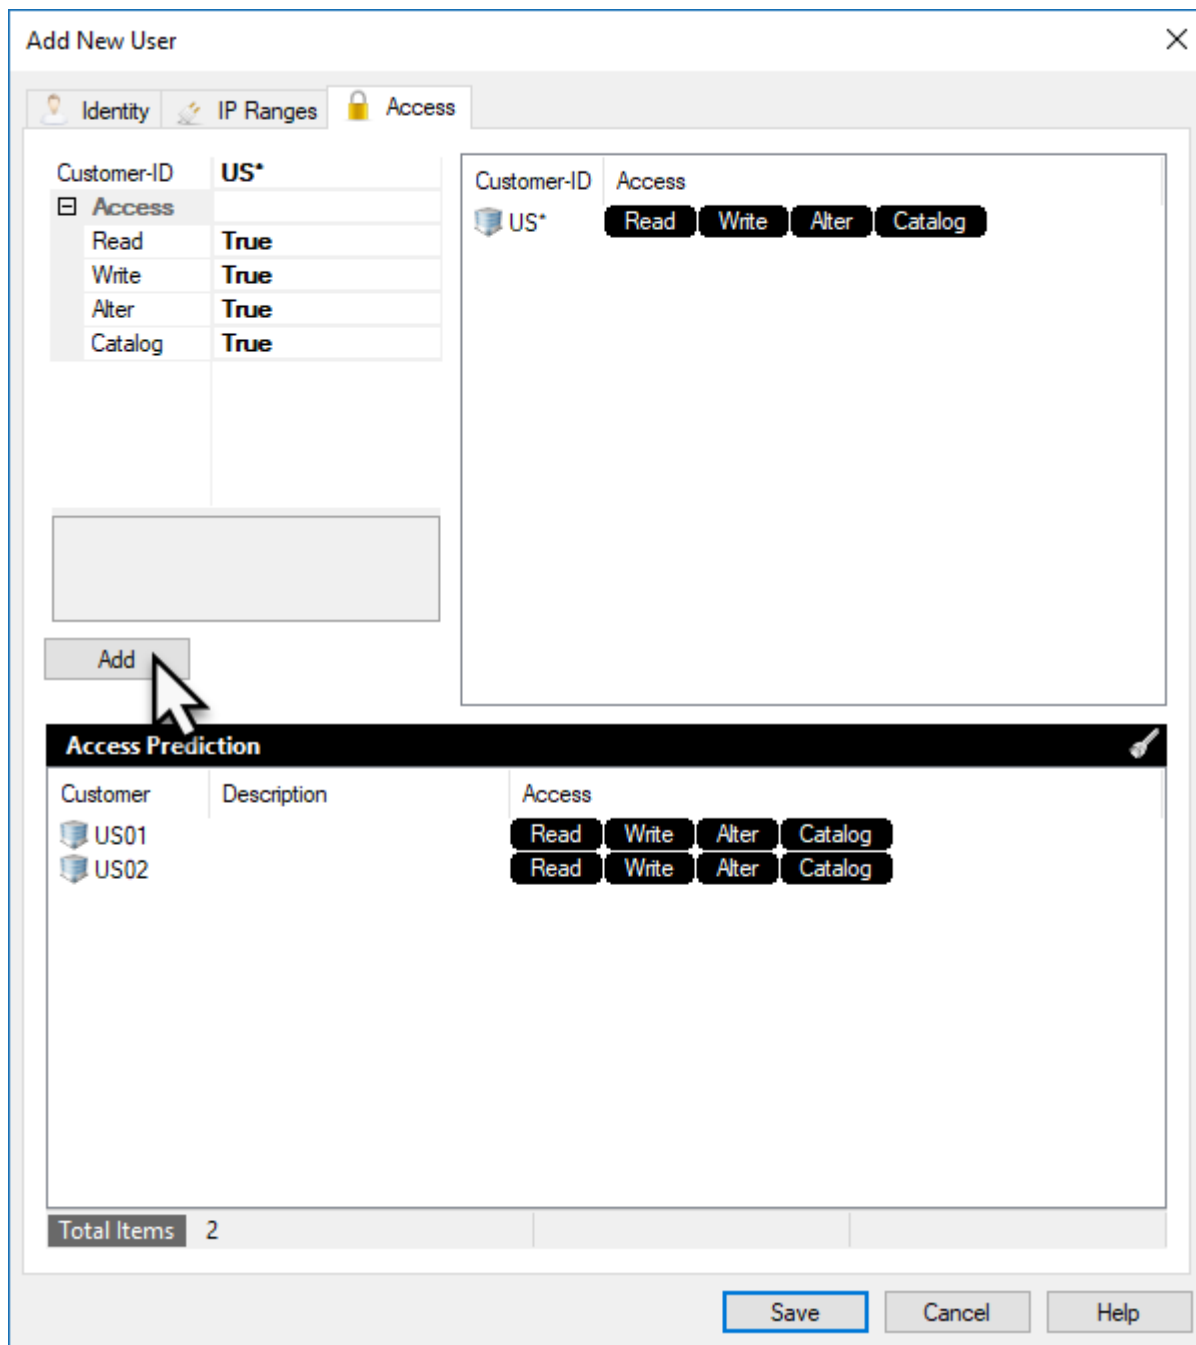 Add New User
Identity IP Ranges Access
Customer-ID US*
Access
Read True
Write True
Alter True
Catalog True
Add
Customer-ID Access
US* Read Write Alter Catalog
Access Prediction
Customer Description Access
US01 Read Write Alter Catalog
US02 Read Write Alter Catalog
Total Items 2
Save Cancel Help